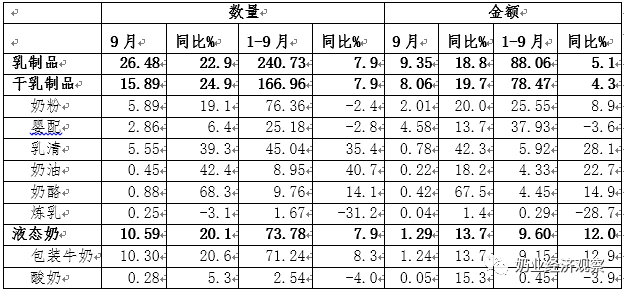 数量 金额
9月 同比% 1-9月 同比% 9月 同比% 1-9月 同比%
乳制品 26.48 22.9 240.73 7.9 9.35 18.8 88.06 5.1
干乳制品 15.89 24.9 166.96 7.9 8.06 19.7 78.47 4.3
奶粉 5.89 19.1 76.36 -2.4 2.01 20.0 25.55 8.9
婴配 2.86 6.4 25.18 -2.8 4.58 13.7 37.93 -3.6
乳清 5.55 39.3 45.04 35.4 0.78 42.3 5.92 28.1
奶油 0.45 42.4 8.95 40.7 0.22 18.2 4.33 22.7
奶酪 0.88 68.3 9.76 14.1 0.42 67.5 4.45 14.9
炼乳 0.25 -3.1 1.67 -31.2 0.04 1.4 0.29 -28.7
液态奶 10.59 20.1 73.78 7.9 1.29 13.7 9.60 12.0
包装牛奶 10.30 20.6 71.24 8.3 1.24 13.7 9.15 12.9
酸奶 0.28 5.3 2.54 -4.0 0.05 15.3 0.45 -3.9
奶业经济观察